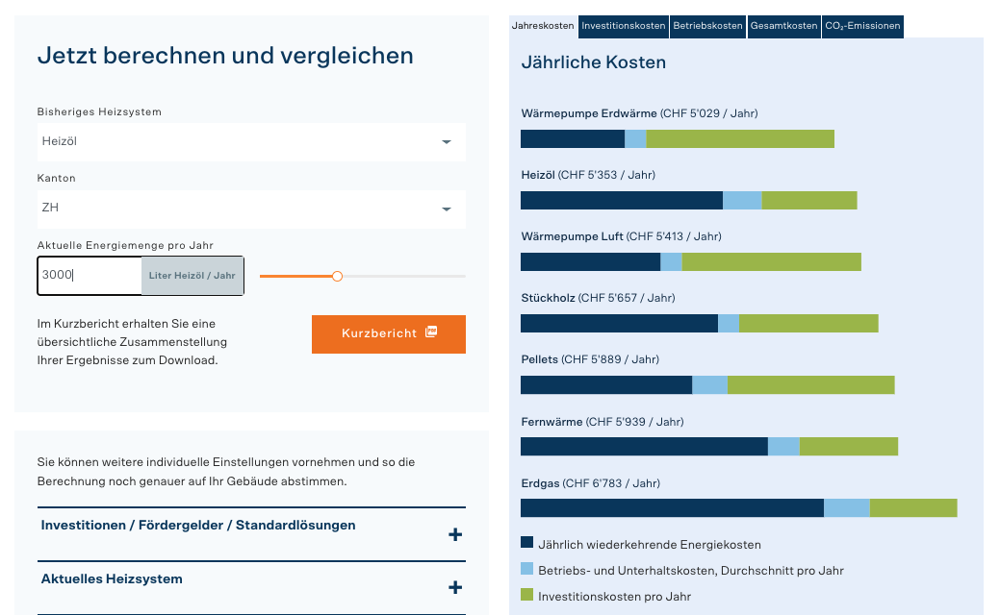 Jetzt berechnen und vergleichen
Bisheriges Heizsystem
Heizöl
Kanton
ZH
Aktuelle Energiemenge pro Jahr
3000
Liter Heizöl / Jahr
Im Kurzbericht erhalten Sie eine
übersichtliche Zusammenstellung
Ihrer Ergebnisse zum Download.
Kurzbericht
Sie können weitere individuelle Einstellungen vornehmen und so die
Berechnung noch genauer auf Ihr Gebäude abstimmen.
Investitionen / Fördergelder / Standardlösungen
Aktuelles Heizsystem
Jahreskosten
Investitionskosten
Betriebskosten
Gesamtkosten
CO₂-Emissionen
Jährliche Kosten
Wärmepumpe Erdwärme (CHF 5'029 / Jahr)
Heizöl (CHF 5'353 / Jahr)
Wärmepumpe Luft (CHF 5'413 / Jahr)
Stückholz (CHF 5'657 / Jahr)
Pellets (CHF 5'889 / Jahr)
Fernwärme (CHF 5'939 / Jahr)
Erdgas (CHF 6'783 / Jahr)
Jährlich wiederkehrende Energiekosten
Betriebs- und Unterhaltskosten, Durchschnitt pro Jahr
Investitionskosten pro Jahr